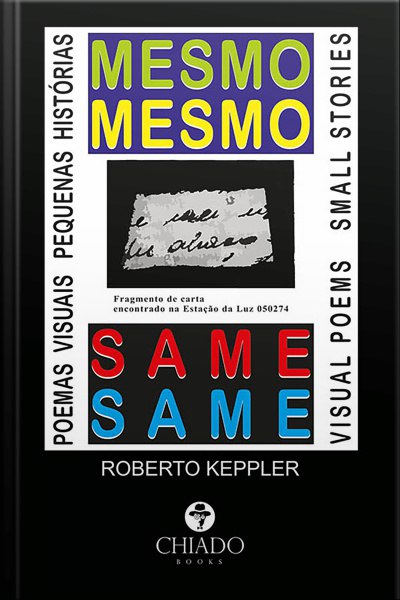 POEMAS VISUAIS PEQUENAS HISTÓRIAS
MESMO
MESMO
Fragmento de carta
encontrado na Estação da Luz 050274
SAME
SAME
VISUAL POEMS SMALL STORIES
ROBERTO KEPPLER
CHIADO
BOOKS